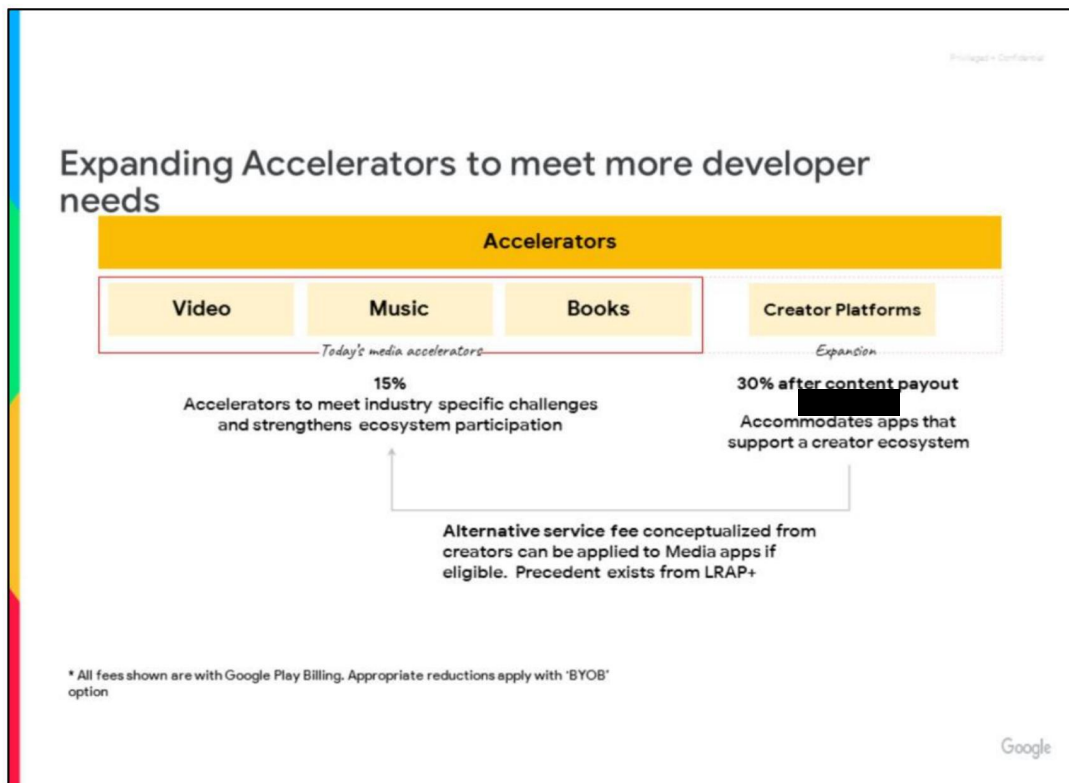 Privileged + Confidential
Expanding Accelerators to meet more developer
needs
Accelerators
Video
Music
Books
Creator Platforms
Today's media accelerators
Expansion
15%
Accelerators to meet industry specific challenges
and strengthens ecosystem participation
30% after content payout
Accommodates apps that
support a creator ecosystem
Alternative service fee conceptualized from
creators can be applied to Media apps if
eligible. Precedent exists from LRAP+
* All fees shown are with Google Play Billing. Appropriate reductions apply with 'BYOB'
option
Google